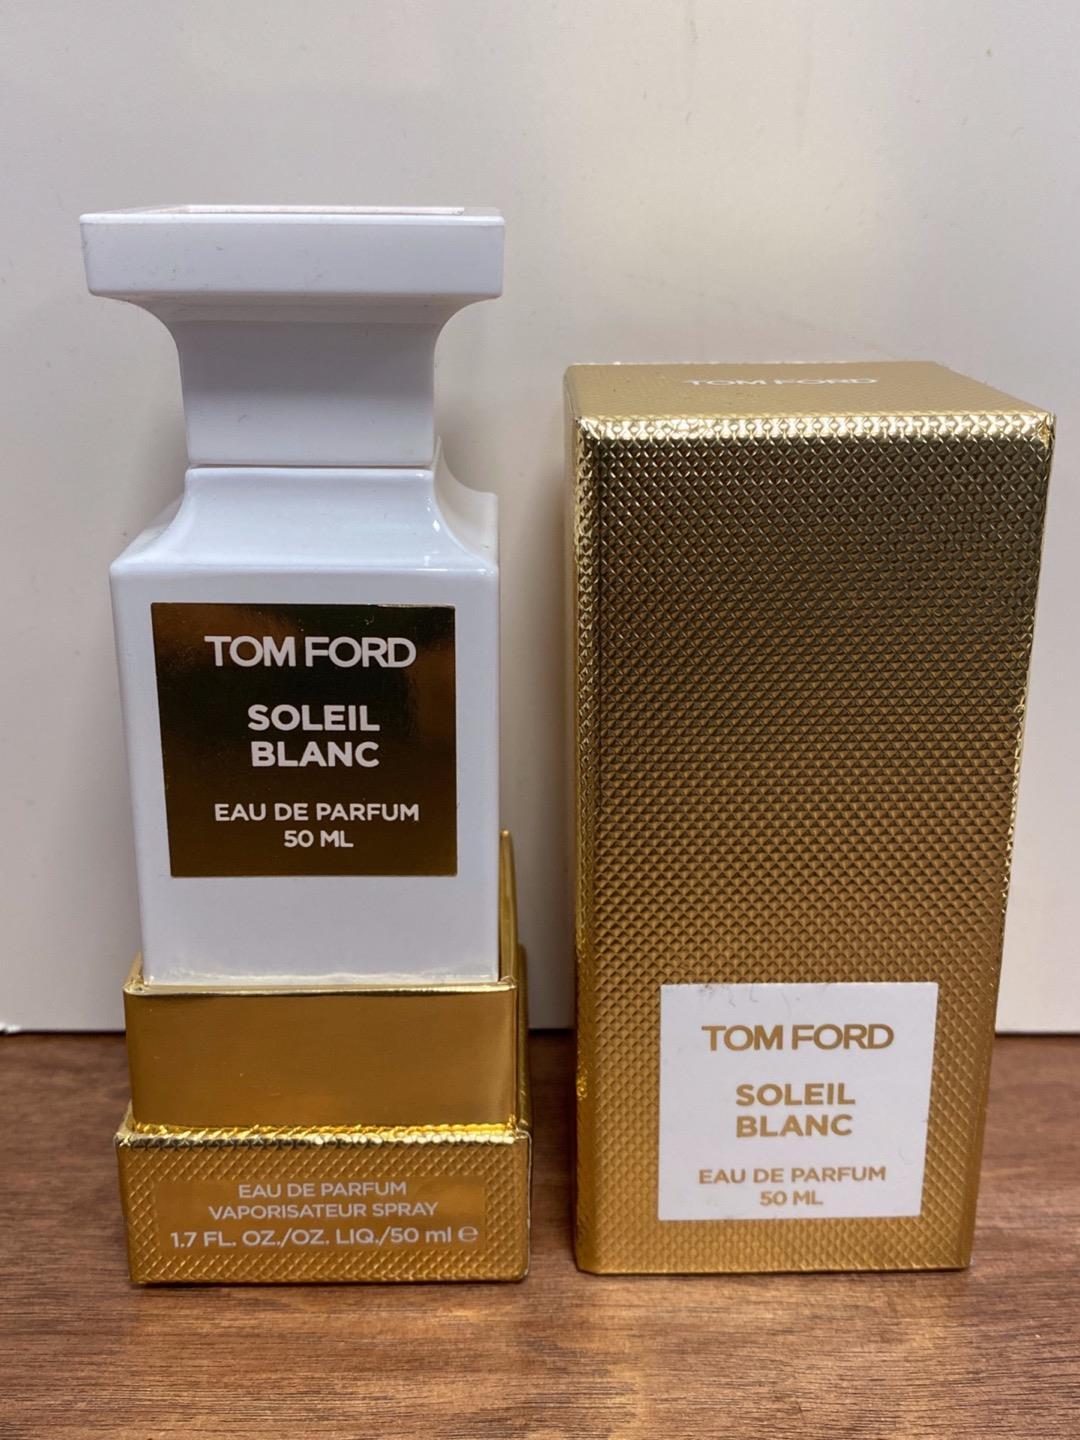 TOM FORD
SOLEIL
BLANC
EAU DE PARFUM
50 ML
EAU DE PARFUM
VAPORISATEUR SPRAY
1.7 FL. OZ./OZ. LIQ./50 ml ℮
TOM FORD
TOM FORD
SOLEIL
BLANC
EAU DE PARFUM
50 ML